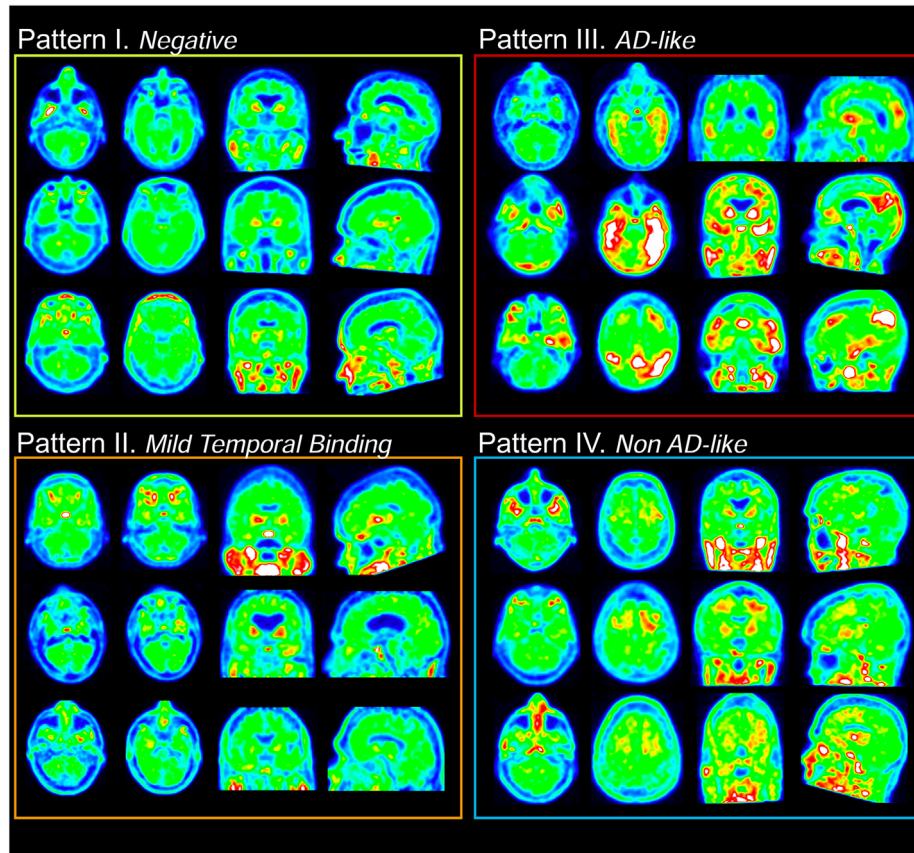 Pattern I. Negative
Pattern III. AD-like
Pattern II. Mild Temporal Binding
Pattern IV. Non AD-like